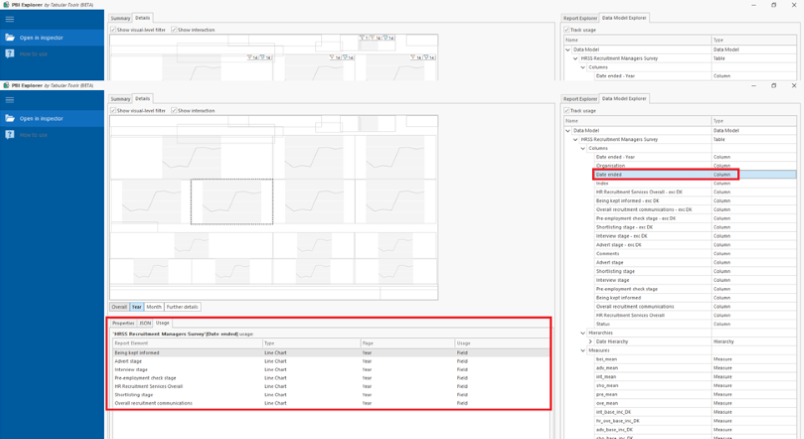 PBI Explorer by Tabular Tools (BETA)
Open in inspector
How to use
Summary Details
Show visual-level filter Show interaction
Report Explorer Data Model Explorer
Track usage
Name Type
Data Model Data Model
HRSS Recruitment Managers Survey Table
Columns
Date ended - Year Column
PBI Explorer by Tabular Tools (BETA)
Open in inspector
How to use
Summary Details
Show visual-level filter Show interaction
Overall Year Month Further details
Properties JSON Usage
'HRSS Recruitment Managers Survey'[Date ended] usage
Report Element Type Page Usage
Being kept informed Line Chart Year Field
Advert stage Line Chart Year Field
Interview stage Line Chart Year Field
Pre-employment check stage Line Chart Year Field
HR Recruitment Services Overall Line Chart Year Field
Shortlisting stage Line Chart Year Field
Overall recruitment communications Line Chart Year Field
Report Explorer Data Model Explorer
Track usage
Name Type
Data Model Data Model
HRSS Recruitment Managers Survey Table
Columns
Date ended - Year Column
Organisation Column
Date ended Column
Index Column
HR Recruitment Services Overall - exc DK Column
Being kept informed - exc DK Column
Overall recruitment communications - exc DK Column
Pre-employment check stage - exc DK Column
Shortlisting stage - exc DK Column
Interview stage - exc DK Column
Advert stage - exc DK Column
Comments Column
Advert stage Column
Shortlisting stage Column
Interview stage Column
Pre-employment check stage Column
Being kept informed Column
Overall recruitment communications Column
HR Recruitment Services Overall Column
Status Column
Hierarchies
Date Hierarchy Hierarchy
Measures
Measure
adv_mean Measure
int_mean Measure
sho_mean Measure
pre_mean Measure
ove_mean Measure
int_base_inc_DK Measure
hr_ove_base_inc_DK Measure
adv_base_inc_DK Measure
sho_base_inc_DK Measure